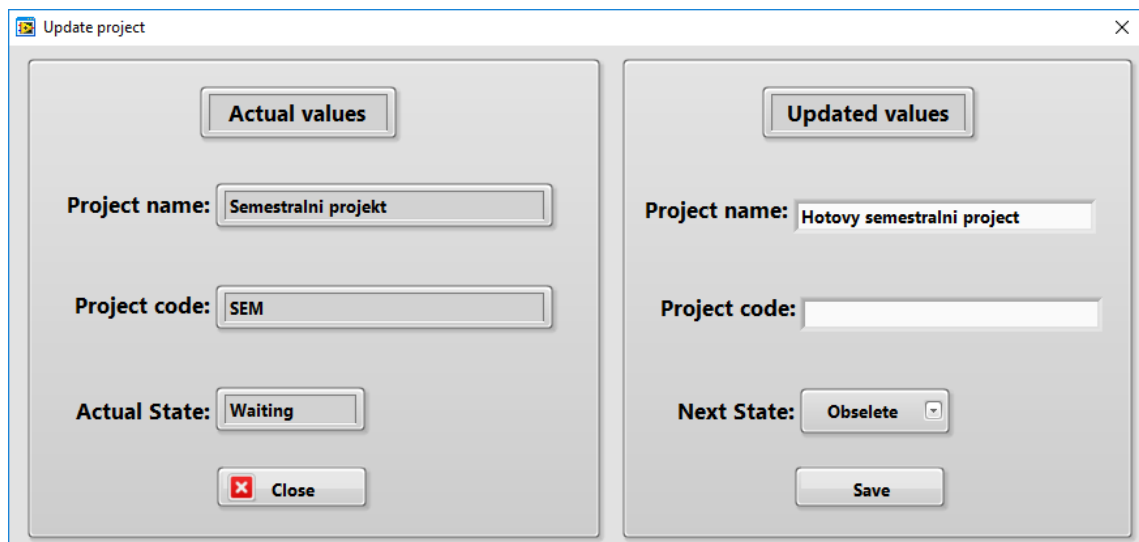 Update project
Actual values
Project name: Semestralni projekt
Project code: SEM
Actual State: Waiting
Close
Updated values
Project name: Hotovy semestralni project
Project code:
Next State: Obselete
Save